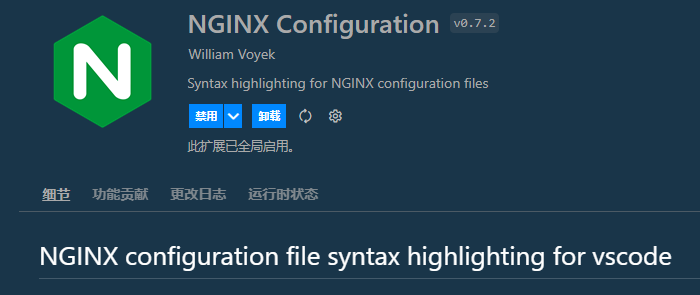 NGINX Configuration v0.7.2
William Voyek
Syntax highlighting for NGINX configuration files
禁用 卸载
此扩展已全局启用。
细节 功能贡献 更改日志 运行时状态
NGINX configuration file syntax highlighting for vscode